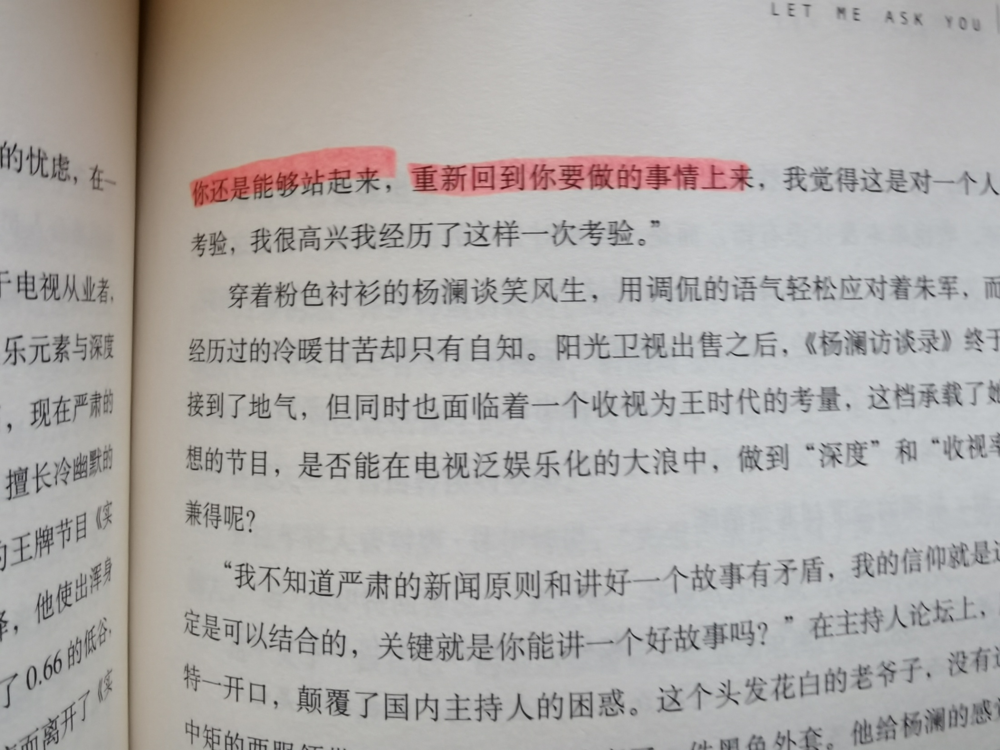 的忧虑，在一
于电视从业者，
乐元素与深度
，现在严肃的
擅长冷幽默的
王牌节目《实
，他使出浑身
了 0.66 的低谷，
而离开了《实
LET ME ASK YOU
你还是能够站起来，重新回到你要做的事情上来，我觉得这是对一个人
考验，我很高兴我经历了这样一次考验。”
穿着粉色衬衫的杨澜谈笑风生，用调侃的语气轻松应对着朱军，而
经历过的冷暖甘苦却只有自知。阳光卫视出售之后，《杨澜访谈录》终于
接到了地气，但同时也面临着一个收视为王时代的考量，这档承载了她
想的节目，是否能在电视泛娱乐化的大浪中，做到“深度”和“收视率
兼得呢？
“我不知道严肃的新闻原则和讲好一个故事有矛盾，我的信仰就是
定是可以结合的，关键就是你能讲一个好故事吗？”在主持人论坛上，
特一开口，颠覆了国内主持人的困惑。这个头发花白的老爷子，没有
中矩的西服 黑色外套。他给杨澜的感觉